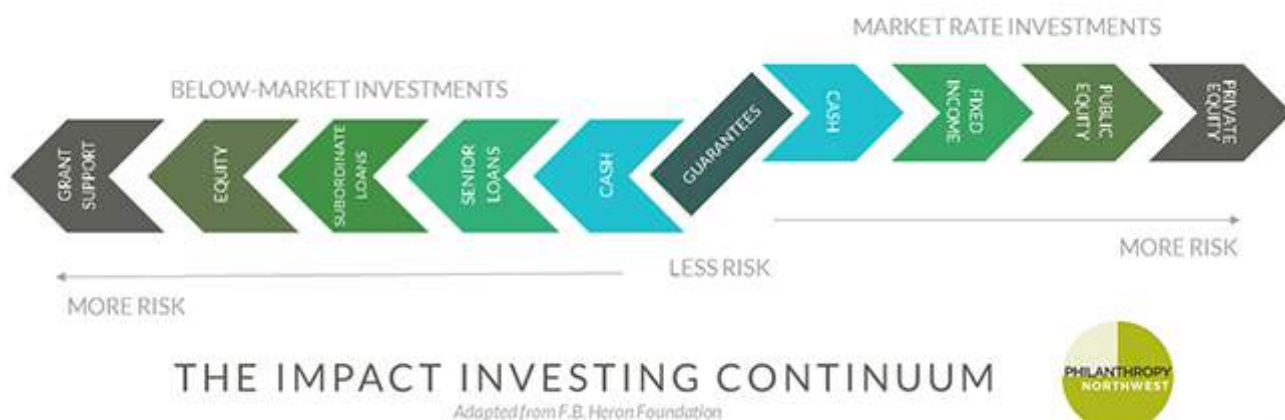 MARKET RATE INVESTMENTS
BELOW-MARKET INVESTMENTS
GRANT
SUPPORT
EQUITY
SUBORDINATE
LOANS
SENIOR
LOANS
CASH
GUARANTEES
CASH
FIXED
INCOME
PUBLIC
EQUITY
PRIVATE
EQUITY
MORE RISK
LESS RISK
MORE RISK
THE IMPACT INVESTING CONTINUUM
Adapted from F.B. Heron Foundation
PHILANTHROPY
NORTHWEST